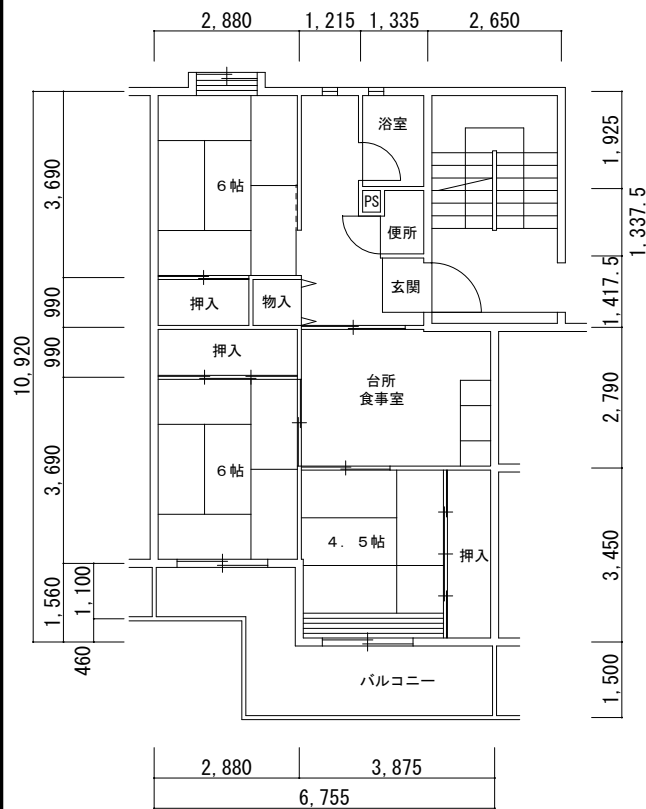 2,880
1,215
1,335
2,650
浴室
1,925
3,690
6帖
PS
便所
1,337.5
玄関
押入
物入
990
1,417.5
押入
990
10,920
台所
食事室
2,790
3,690
6帖
4.5帖
押入
3,450
1,560
1,100
460
バルコニー
1,500
2,880
3,875
6,755